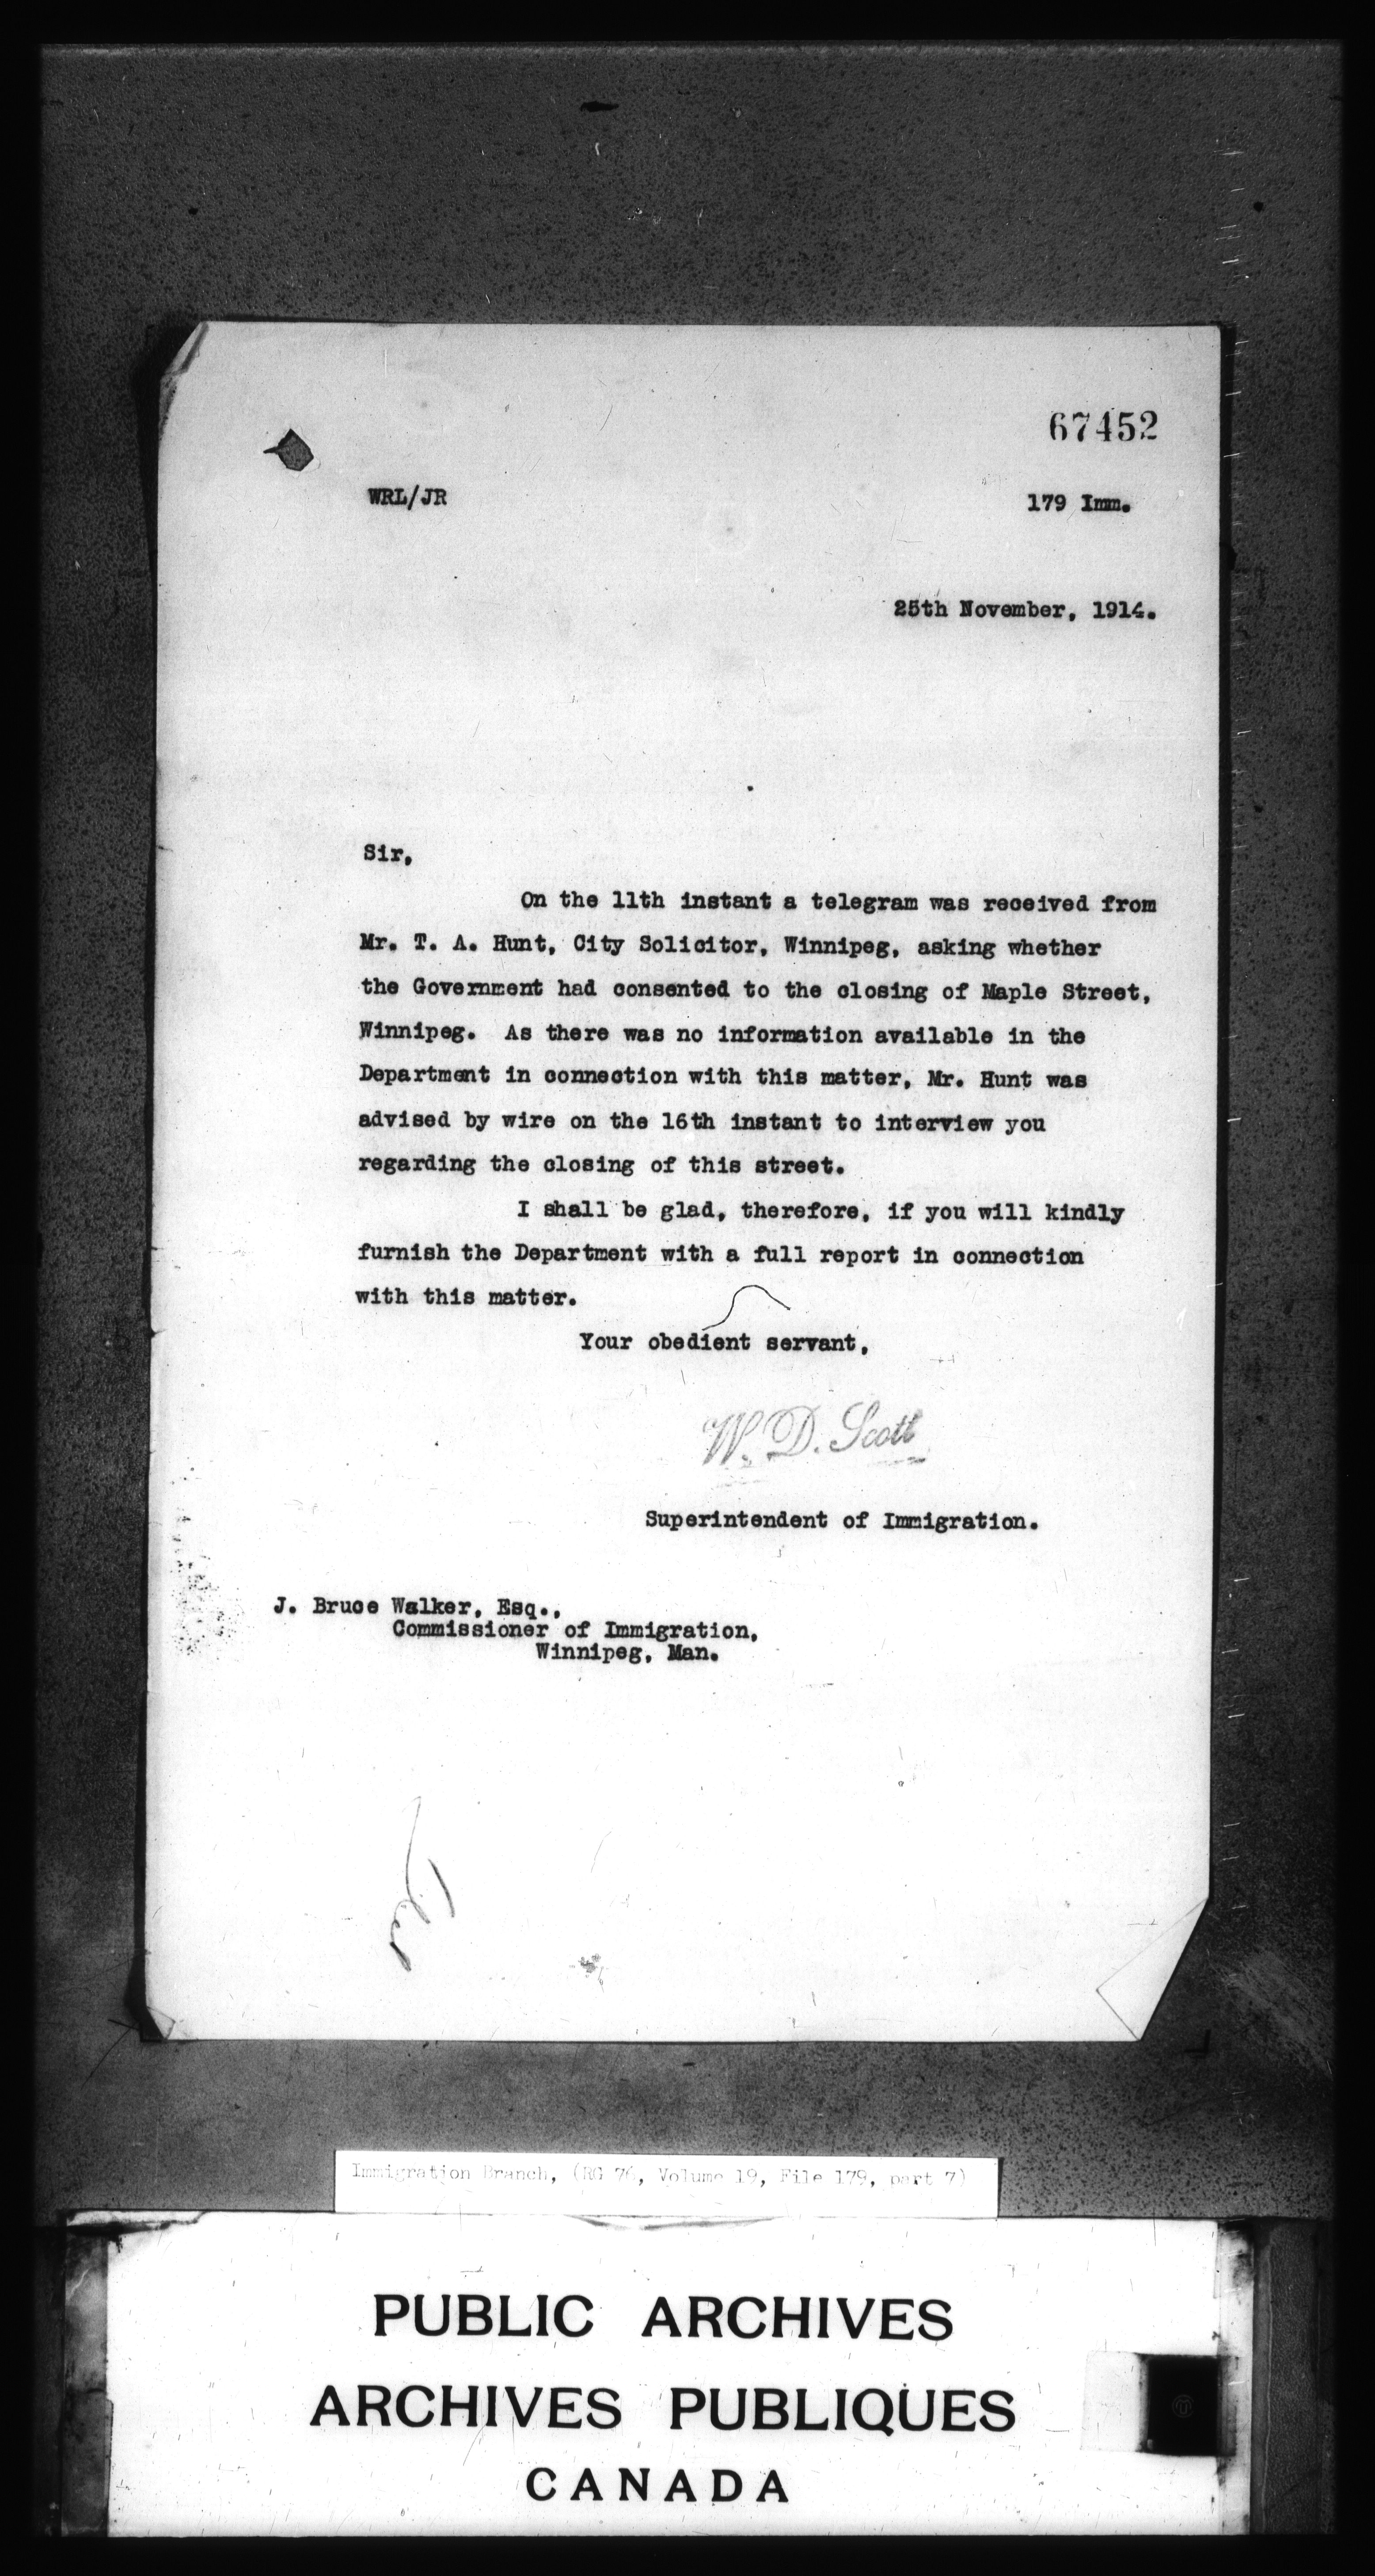 67452
WRL/JR
179 Imm.
25th November, 1914.
Sir,
On the 11th instant a telegram was received from
Mr. T. A. Hunt, City Solicitor, Winnipeg, asking whether
the Government had consented to the closing of Maple Street,
Winnipeg. As there was no information available in the
Department in connection with this matter, Mr. Hunt was
advised by wire on the 16th instant to interview you
regarding the closing of this street.
I shall be glad, therefore, if you will kindly
furnish the Department with a full report in connection
with this matter.
Your obedient servant,
W. D. Scott
Superintendent of Immigration.
J. Bruce Walker, Esq.,
Commissioner of Immigration,
Winnipeg, Man.
Immigration Branch, (RG 76, Volume 19, File 179, part 7)
PUBLIC ARCHIVES
ARCHIVES PUBLIQUES
CANADA